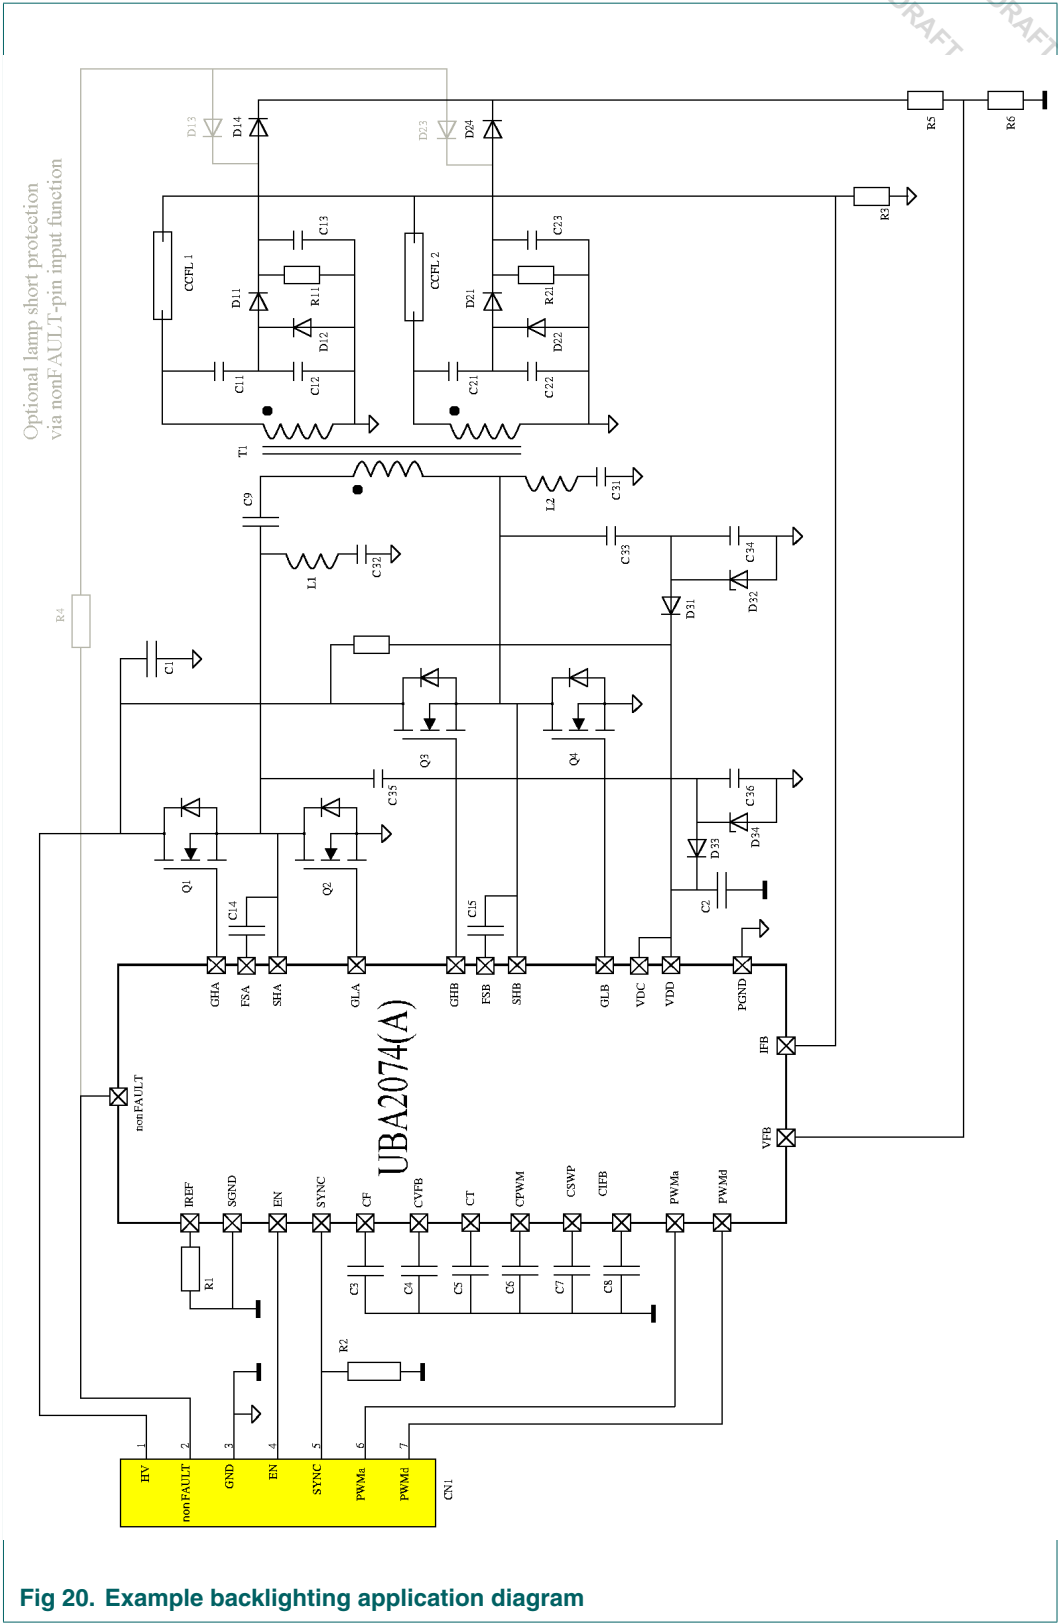 DRAFT
DRAFT
Optional lamp short protection
via nonFAULT-pin input function
D13
D14
D23
D24
R5
R6
R3
CCFL 1
C13
R11
D11
D12
C11
C12
CCFL 2
C23
R21
D21
D22
C21
C22
T1
C9
L2
C31
L1
C32
C33
C34
D31
D32
R4
C1
Q3
Q4
C35
C36
D33
D34
C2
Q1
Q2
C14
C15
GHA
FSA
SHA
GLA
GHB
FSB
SHB
GLB
VDC
VDD
PGND
IFB
VFB
nonFAULT
UBA2074(A)
IREF
SGND
EN
SYNC
CF
CVFB
CT
CPWM
CSWP
CIFB
PWMa
PWMd
R1
C3
C4
C5
C6
C7
C8
R2
1
2
3
4
5
6
7
HV
nonFAULT
GND
EN
SYNC
PWMa
PWMd
CN1
Fig 20. Example backlighting application diagram